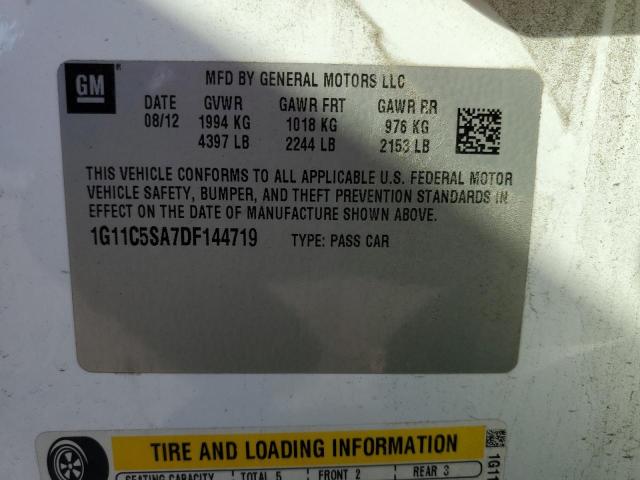 GM
MFD BY GENERAL MOTORS LLC
DATE GVWR GAWR FRT GAWR RR
08/12 1994 KG 1018 KG 976 KG
4397 LB 2244 LB 2153 LB
THIS VEHICLE CONFORMS TO ALL APPLICABLE U.S. FEDERAL MOTOR
VEHICLE SAFETY, BUMPER, AND THEFT PREVENTION STANDARDS IN
EFFECT ON THE DATE OF MANUFACTURE SHOWN ABOVE.
1G11C5SA7DF144719 TYPE: PASS CAR
TIRE AND LOADING INFORMATION
SEATING CAPACITY TOTAL 5 FRONT 2 REAR 3
1G11